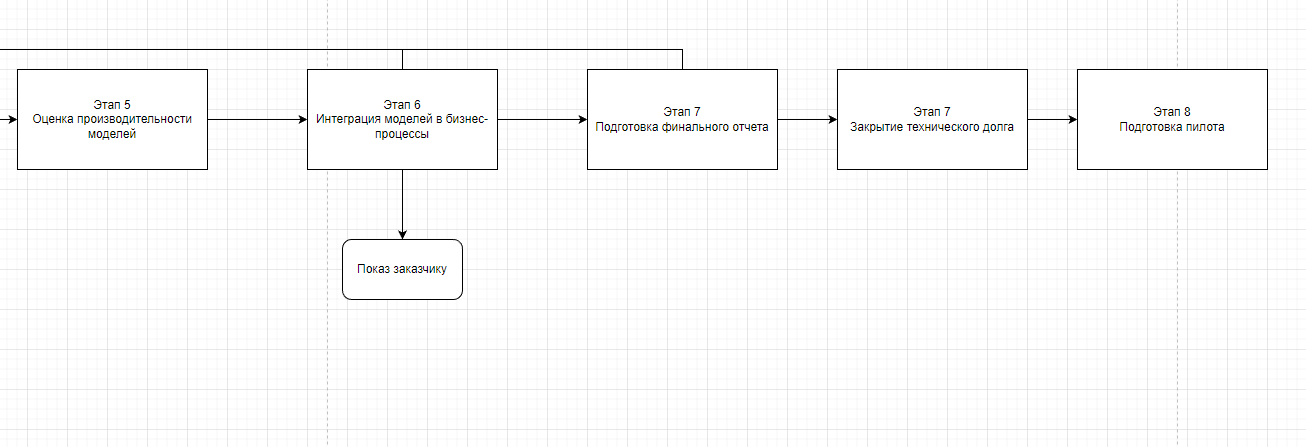 Этап 5
Оценка производительности
моделей
Этап 6
Интеграция моделей в бизнес-
процессы
Этап 7
Подготовка финального отчета
Этап 7
Закрытие технического долга
Этап 8
Подготовка пилота
Показ заказчику